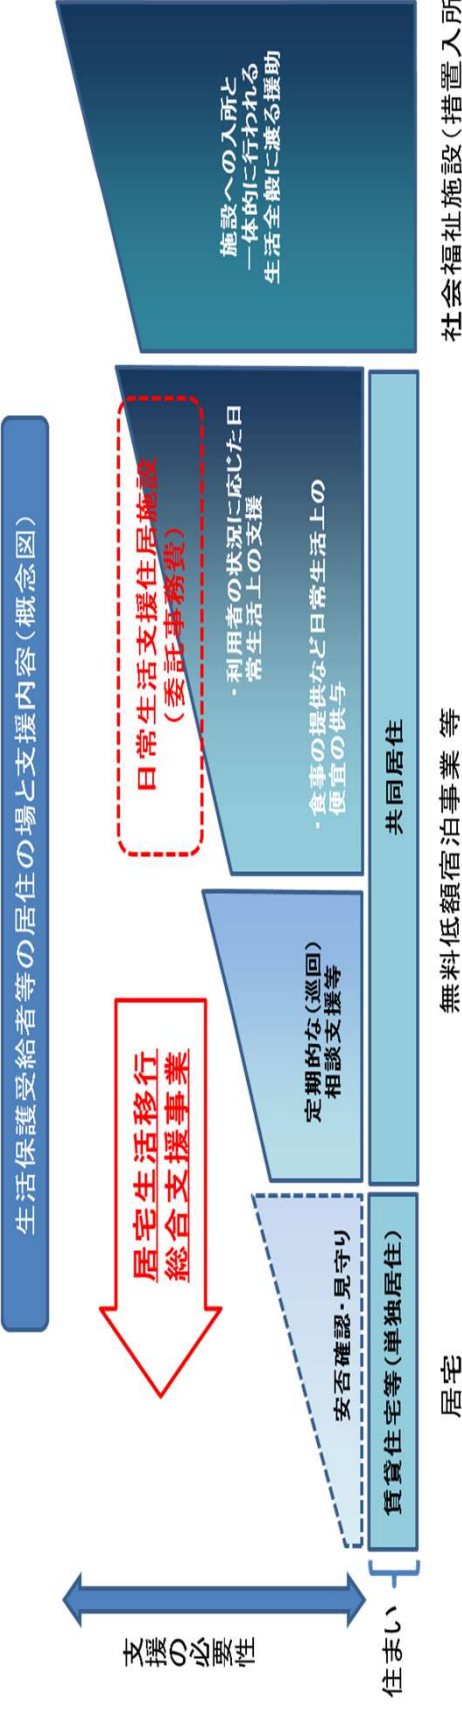 生活保護受給者等の居住の場と支援内容(概念図)
支援の必要性
居宅生活移行
総合支援事業
日常生活支援住居施設
(委託事務費)
安否確認・見守り
定期的な(巡回)
相談支援等
・利用者の状況に応じた日
常生活上の支援
・食事の提供など日常生活上の
便宜の供与
施設への入所と
一体的に行われる
生活全般に渡る援助
住まい
賃貸住宅等(単独居住)
共同居住
居宅
無料低額宿泊事業 等
社会福祉施設(措置入所